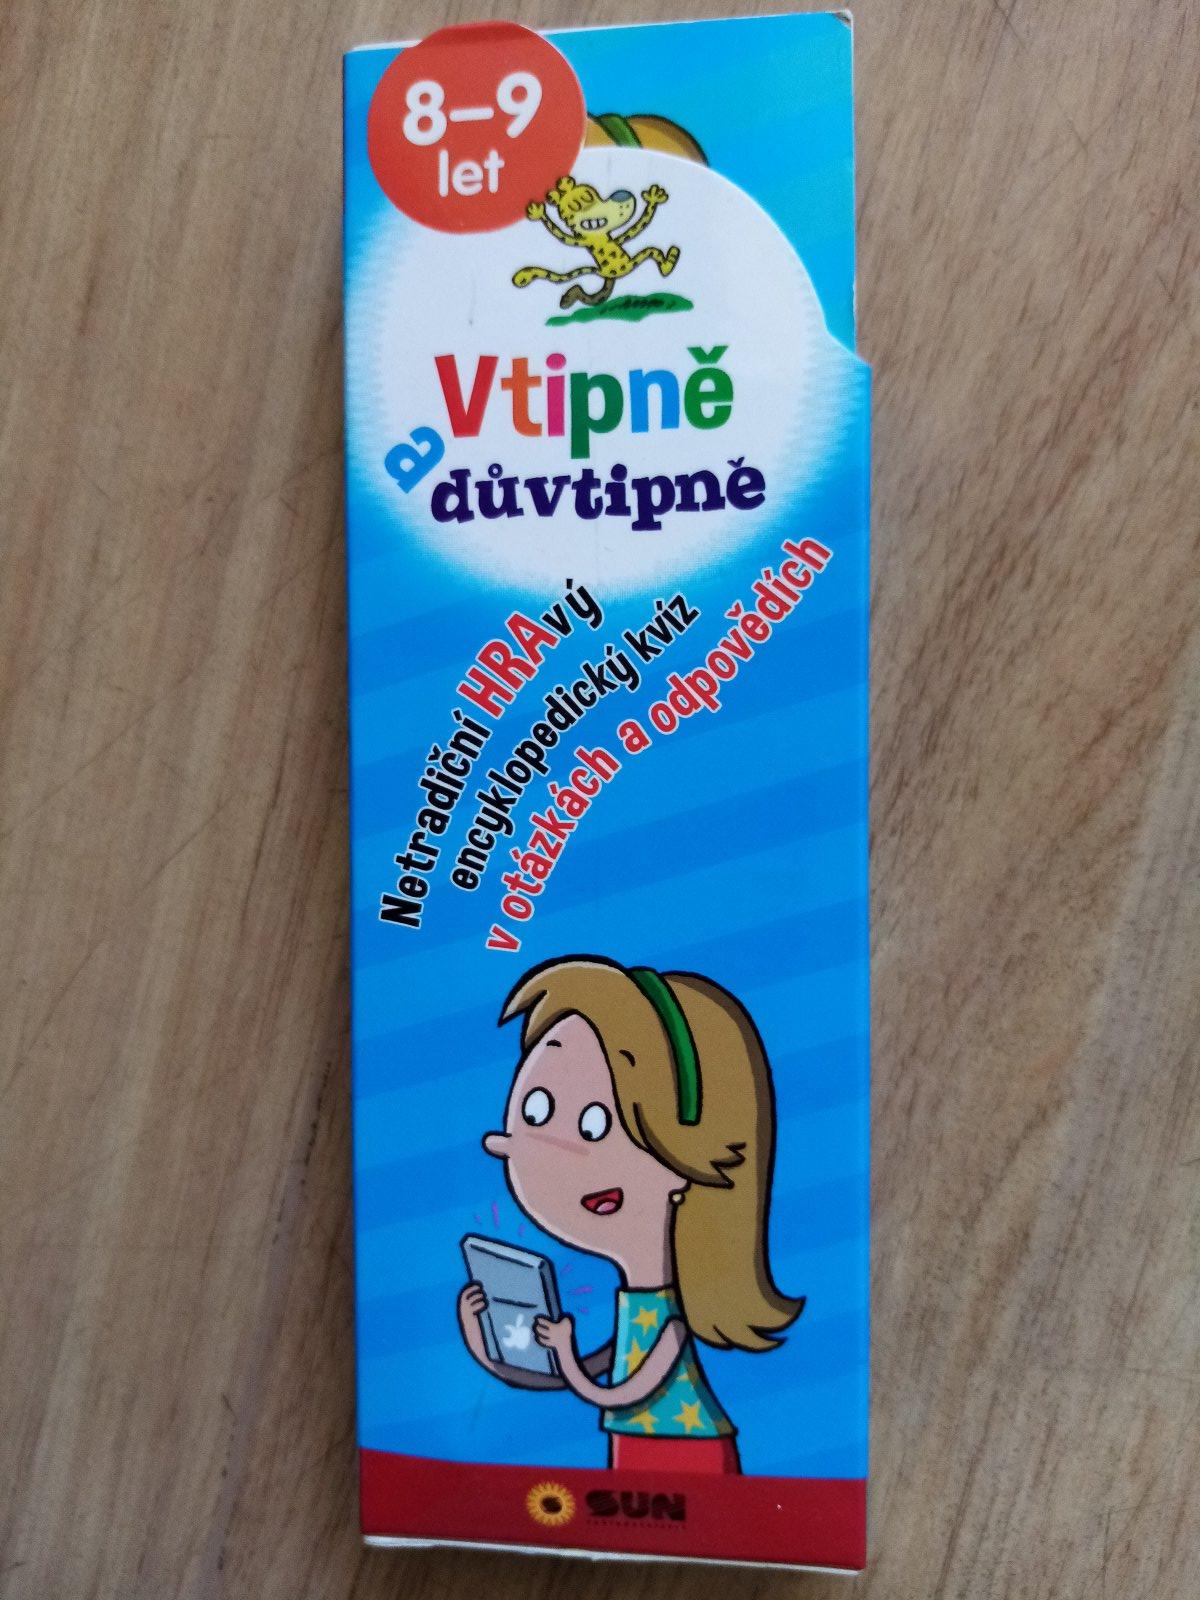 8–9
let
Vtipně
a
důvtipně
Netradiční HRAvý
encyklopedický kvíz
v otázkách a odpovědích
SUN